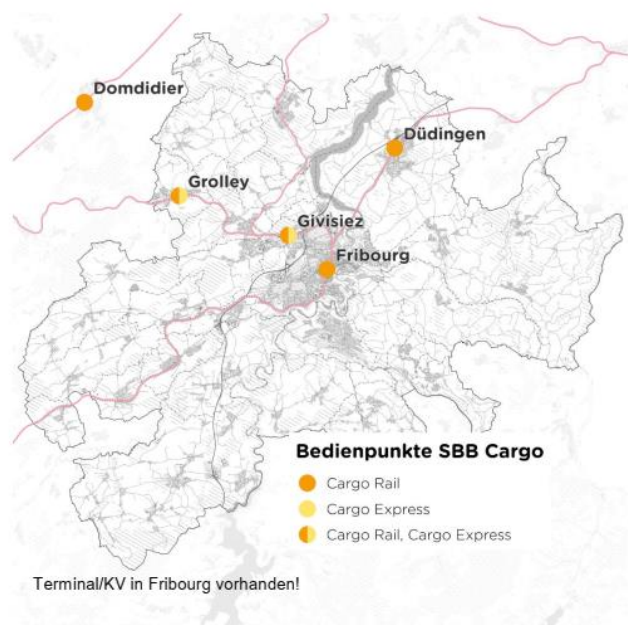 Domdidier
Düdingen
Grolley
Givisiez
Fribourg
Bedienpunkte SBB Cargo
Cargo Rail
Cargo Express
Cargo Rail, Cargo Express
Terminal/KV in Fribourg vorhanden!